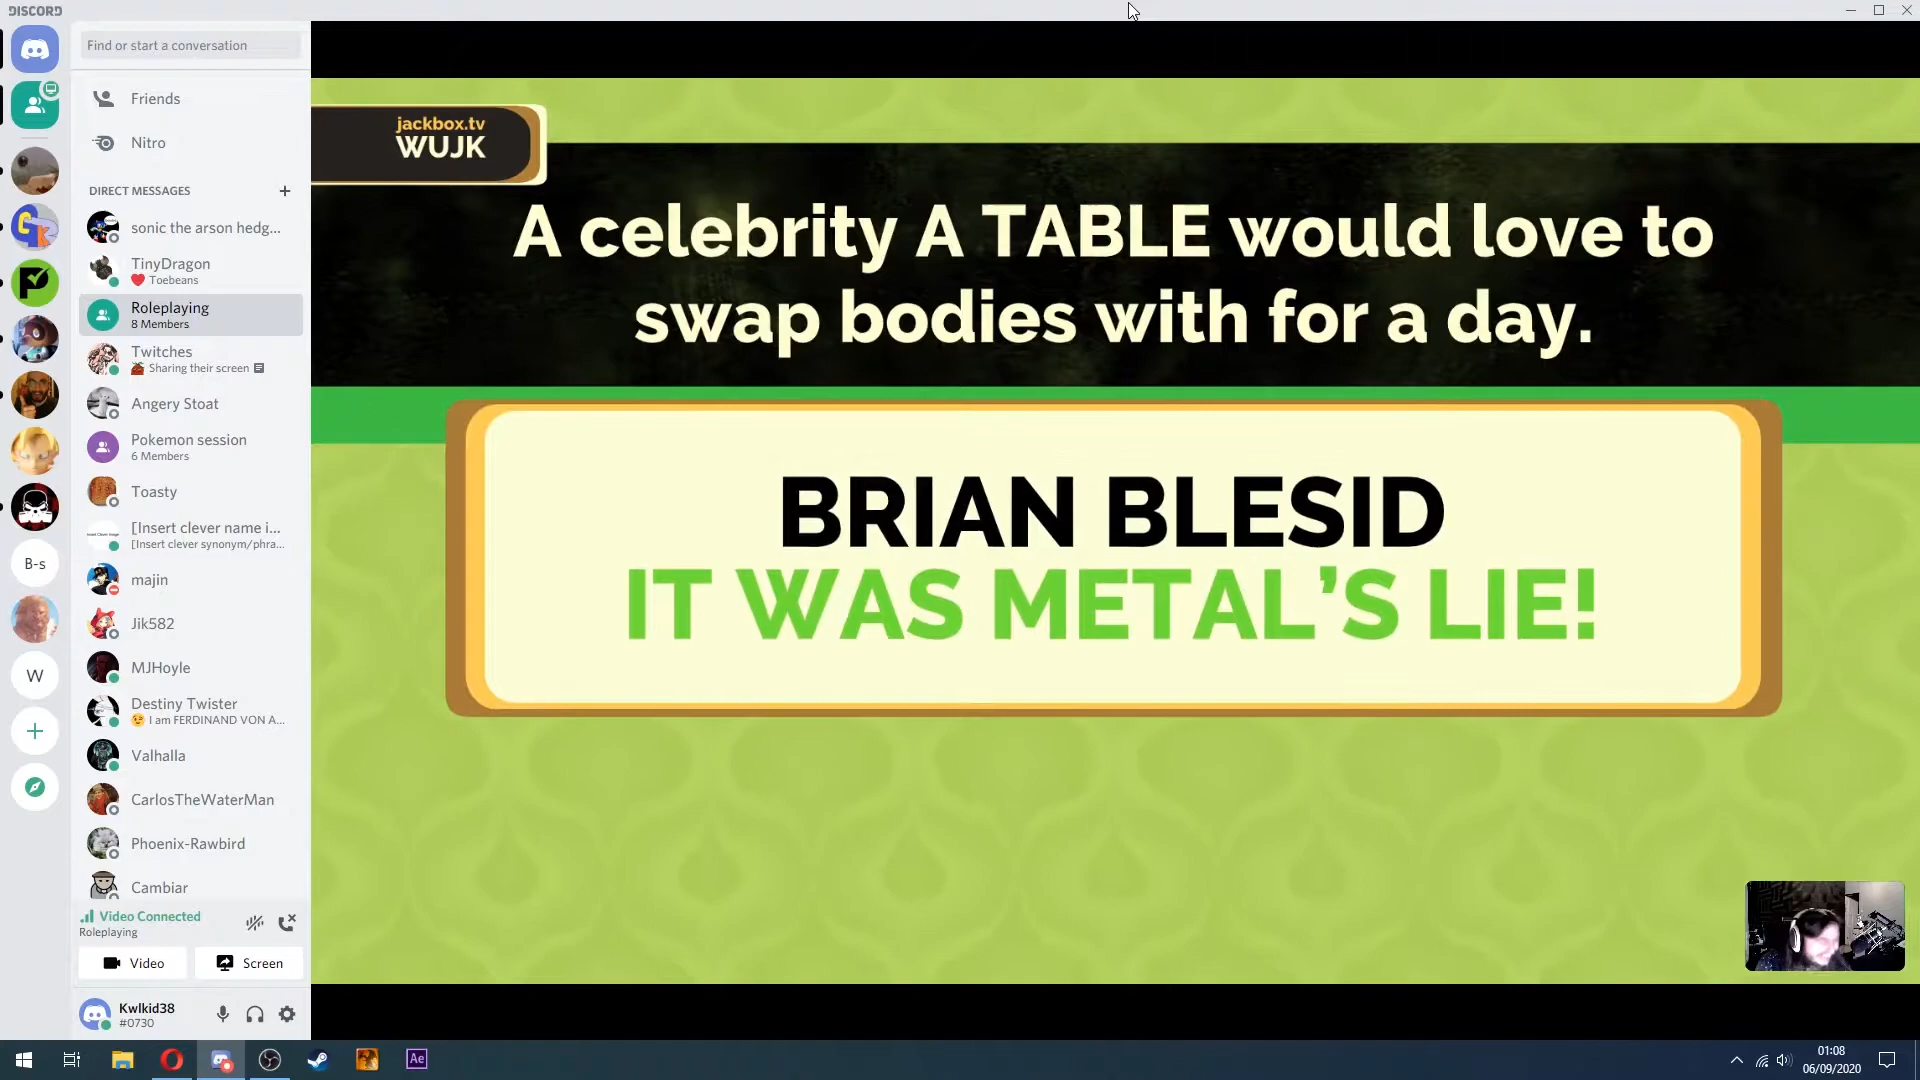 DISCORD
Find or start a conversation
Friends
Nitro
DIRECT MESSAGES
sonic the arson hedg...
TinyDragon
Toebeans
Roleplaying
8 Members
Twitches
Sharing their screen
Angery Stoat
Pokemon session
6 Members
Toasty
[Insert clever name i...
[Insert clever synonym/phra...
majin
Jik582
MJHoyle
Destiny Twister
I am FERDINAND VON A...
Valhalla
CarlosTheWaterMan
Phoenix-Rawbird
Cambiar
Video Connected
Roleplaying
Video
Screen
Kwlkid38
#0730
B-s
W
jackbox.tv
WUJK
A celebrity A TABLE would love to
swap bodies with for a day.
BRIAN BLESID
IT WAS METAL'S LIE!
Ae
01:08
06/09/2020